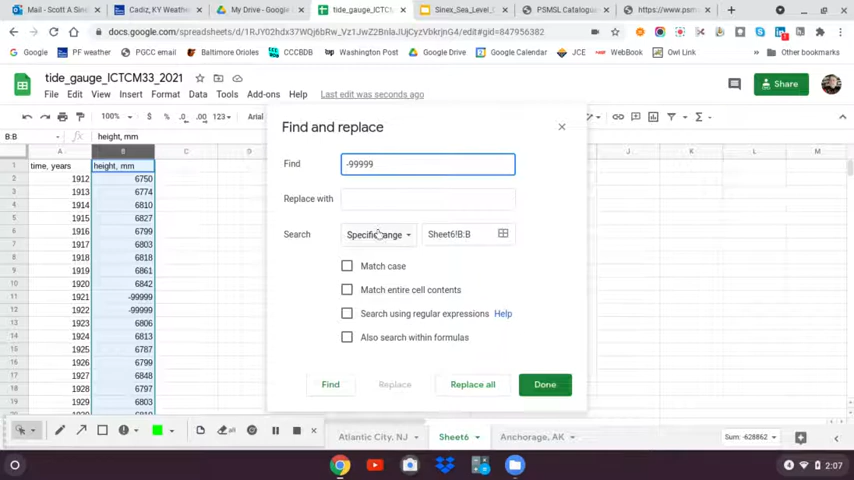 Mail - Scott A Sine
Cadiz, KY Weath
My Drive - Google
tide_gauge_ICTCM
Sinex_Sea_Level_D
PSMSL Catalogu
https://www.psm
docs.google.com/spreadsheets/d/1RJY02hdx37WQj6bRw_Vz1JwZ2BnlaJUjCyzVbkrjnG4/edit#gid=847956382
Google
PF weather
PGCC email
Baltimore Orioles
CCCBDB
Washington Post
Google Drive
Google Calendar
JCE
WebBook
Owl Link
Other bookmarks
tide_gauge_ICTCM33_2021
File Edit View Insert Format Data Tools Add-ons Help Last edit was seconds ago
Share
100% $ % .0 .00 123 Arial
B:B fx height, mm
A B C D J K L M
1 time, years height, mm
2 1912 6750
3 1913 6774
4 1914 6810
5 1915 6827
6 1916 6799
7 1917 6803
8 1918 6818
9 1919 6861
10 1920 6842
11 1921 -99999
12 1922 -99999
13 1923 6806
14 1924 6813
15 1925 6787
16 1926 6799
17 1927 6848
18 1928 6797
19 1929 6803
Find and replace
Find -99999
Replace with
Search Specific range Sheet6!B:B
Match case
Match entire cell contents
Search using regular expressions Help
Also search within formulas
Find Replace Replace all Done
Atlantic City, NJ Sheet6 Anchorage, AK Sum: -628862
2:07